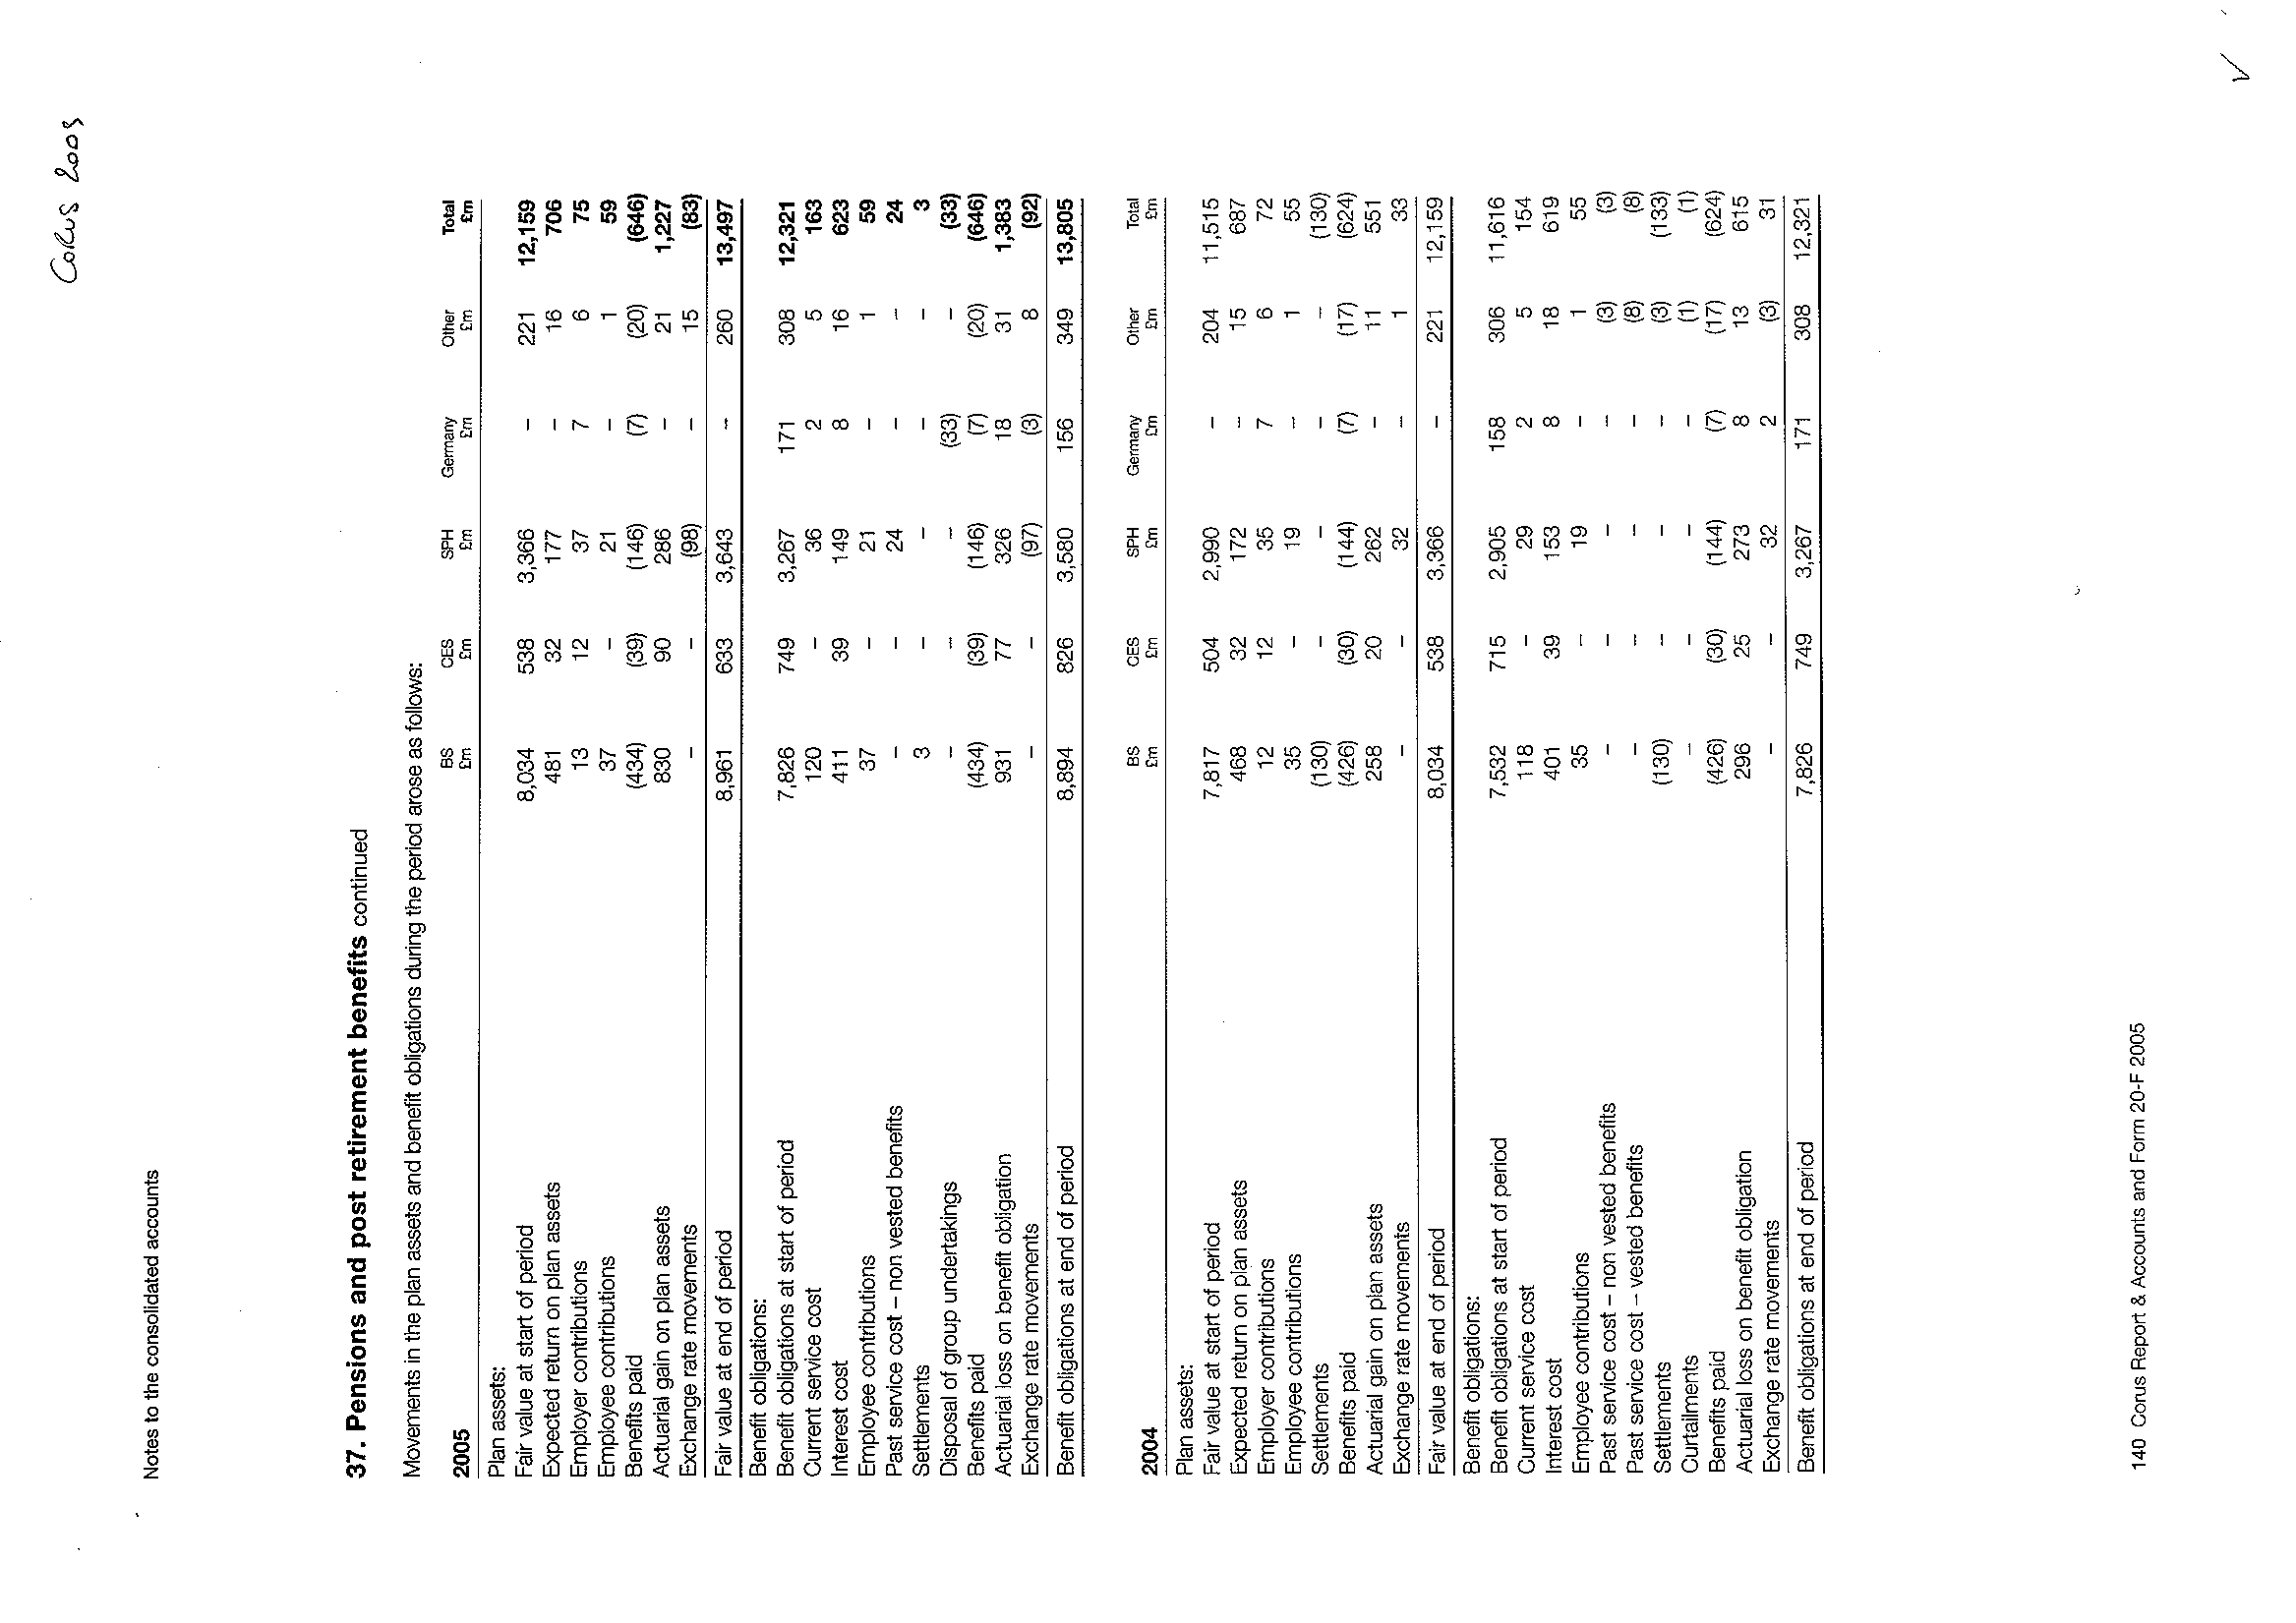 Corus 2005
Notes to the consolidated accounts
37. Pensions and post retirement benefits continued
Movements in the plan assets and benefit obligations during the period arose as follows:
2005 BS £m CES £m SPH £m Germany £m Other £m Total £m
Plan assets:
Fair value at start of period 8,034 538 3,366 – 221 12,159
Expected return on plan assets 481 32 177 – 16 706
Employer contributions 13 12 37 7 6 75
Employee contributions 37 – 21 – 1 59
Benefits paid (434) (39) (146) (7) (20) (646)
Actuarial gain on plan assets 830 90 286 – 21 1,227
Exchange rate movements – – (98) – 15 (83)
Fair value at end of period 8,961 633 3,643 – 260 13,497
Benefit obligations:
Benefit obligations at start of period 7,826 749 3,267 171 308 12,321
Current service cost 120 – 36 2 5 163
Interest cost 411 39 149 8 16 623
Employee contributions 37 – 21 – 1 59
Past service cost – non vested benefits – – 24 – – 24
Settlements 3 – – – – 3
Disposal of group undertakings – – – (33) – (33)
Benefits paid (434) (39) (146) (7) (20) (646)
Actuarial loss on benefit obligation 931 77 326 18 31 1,383
Exchange rate movements – – (97) (3) 8 (92)
Benefit obligations at end of period 8,894 826 3,580 156 349 13,805
2004 BS £m CES £m SPH £m Germany £m Other £m Total £m
Plan assets:
Fair value at start of period 7,817 504 2,990 – 204 11,515
Expected return on plan assets 468 32 172 – 15 687
Employer contributions 12 12 35 7 6 72
Employee contributions 35 – 19 – 1 55
Settlements (130) – – – – (130)
Benefits paid (426) (30) (144) (7) (17) (624)
Actuarial gain on plan assets 258 20 262 – 11 551
Exchange rate movements – – 32 – 1 33
Fair value at end of period 8,034 538 3,366 – 221 12,159
Benefit obligations:
Benefit obligations at start of period 7,532 715 2,905 158 306 11,616
Current service cost 118 – 29 2 5 154
Interest cost 401 39 153 8 18 619
Employee contributions 35 – 19 – 1 55
Past service cost – non vested benefits – – – – (3) (3)
Past service cost – vested benefits – – – – (8) (8)
Settlements (130) – – – (3) (133)
Curtailments – – – – (1) (1)
Benefits paid (426) (30) (144) (7) (17) (624)
Actuarial loss on benefit obligation 296 25 273 8 13 615
Exchange rate movements – – 32 2 (3) 31
Benefit obligations at end of period 7,826 749 3,267 171 308 12,321
140 Corus Report & Accounts and Form 20-F 2005